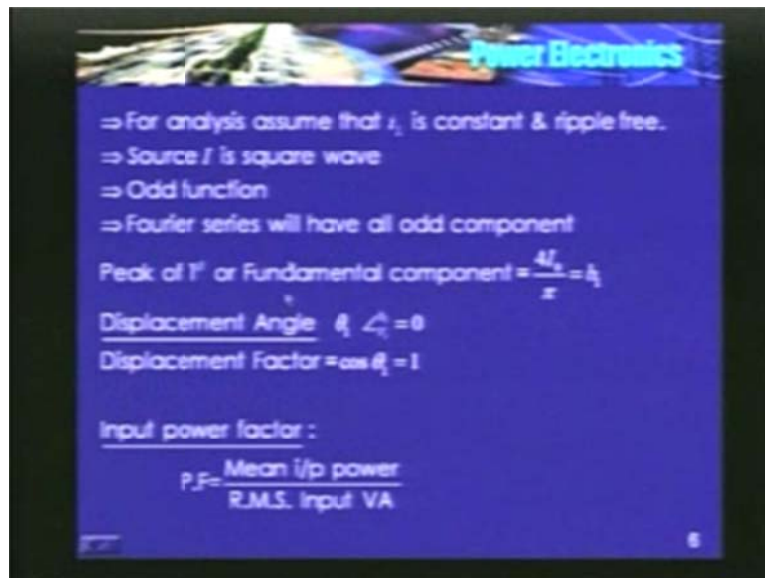 Power Electronics
⇒ For analysis assume that i_L is constant & ripple free.
⇒ Source I is square wave
⇒ Odd function
⇒ Fourier series will have all odd component
Peak of 1st or Fundamental component = 4I_a/π = b_1
Displacement Angle θ_1 ∠ = 0
Displacement Factor = cos θ_1 = 1
Input power factor :
P.F = Mean i/p power / R.M.S. Input VA
6